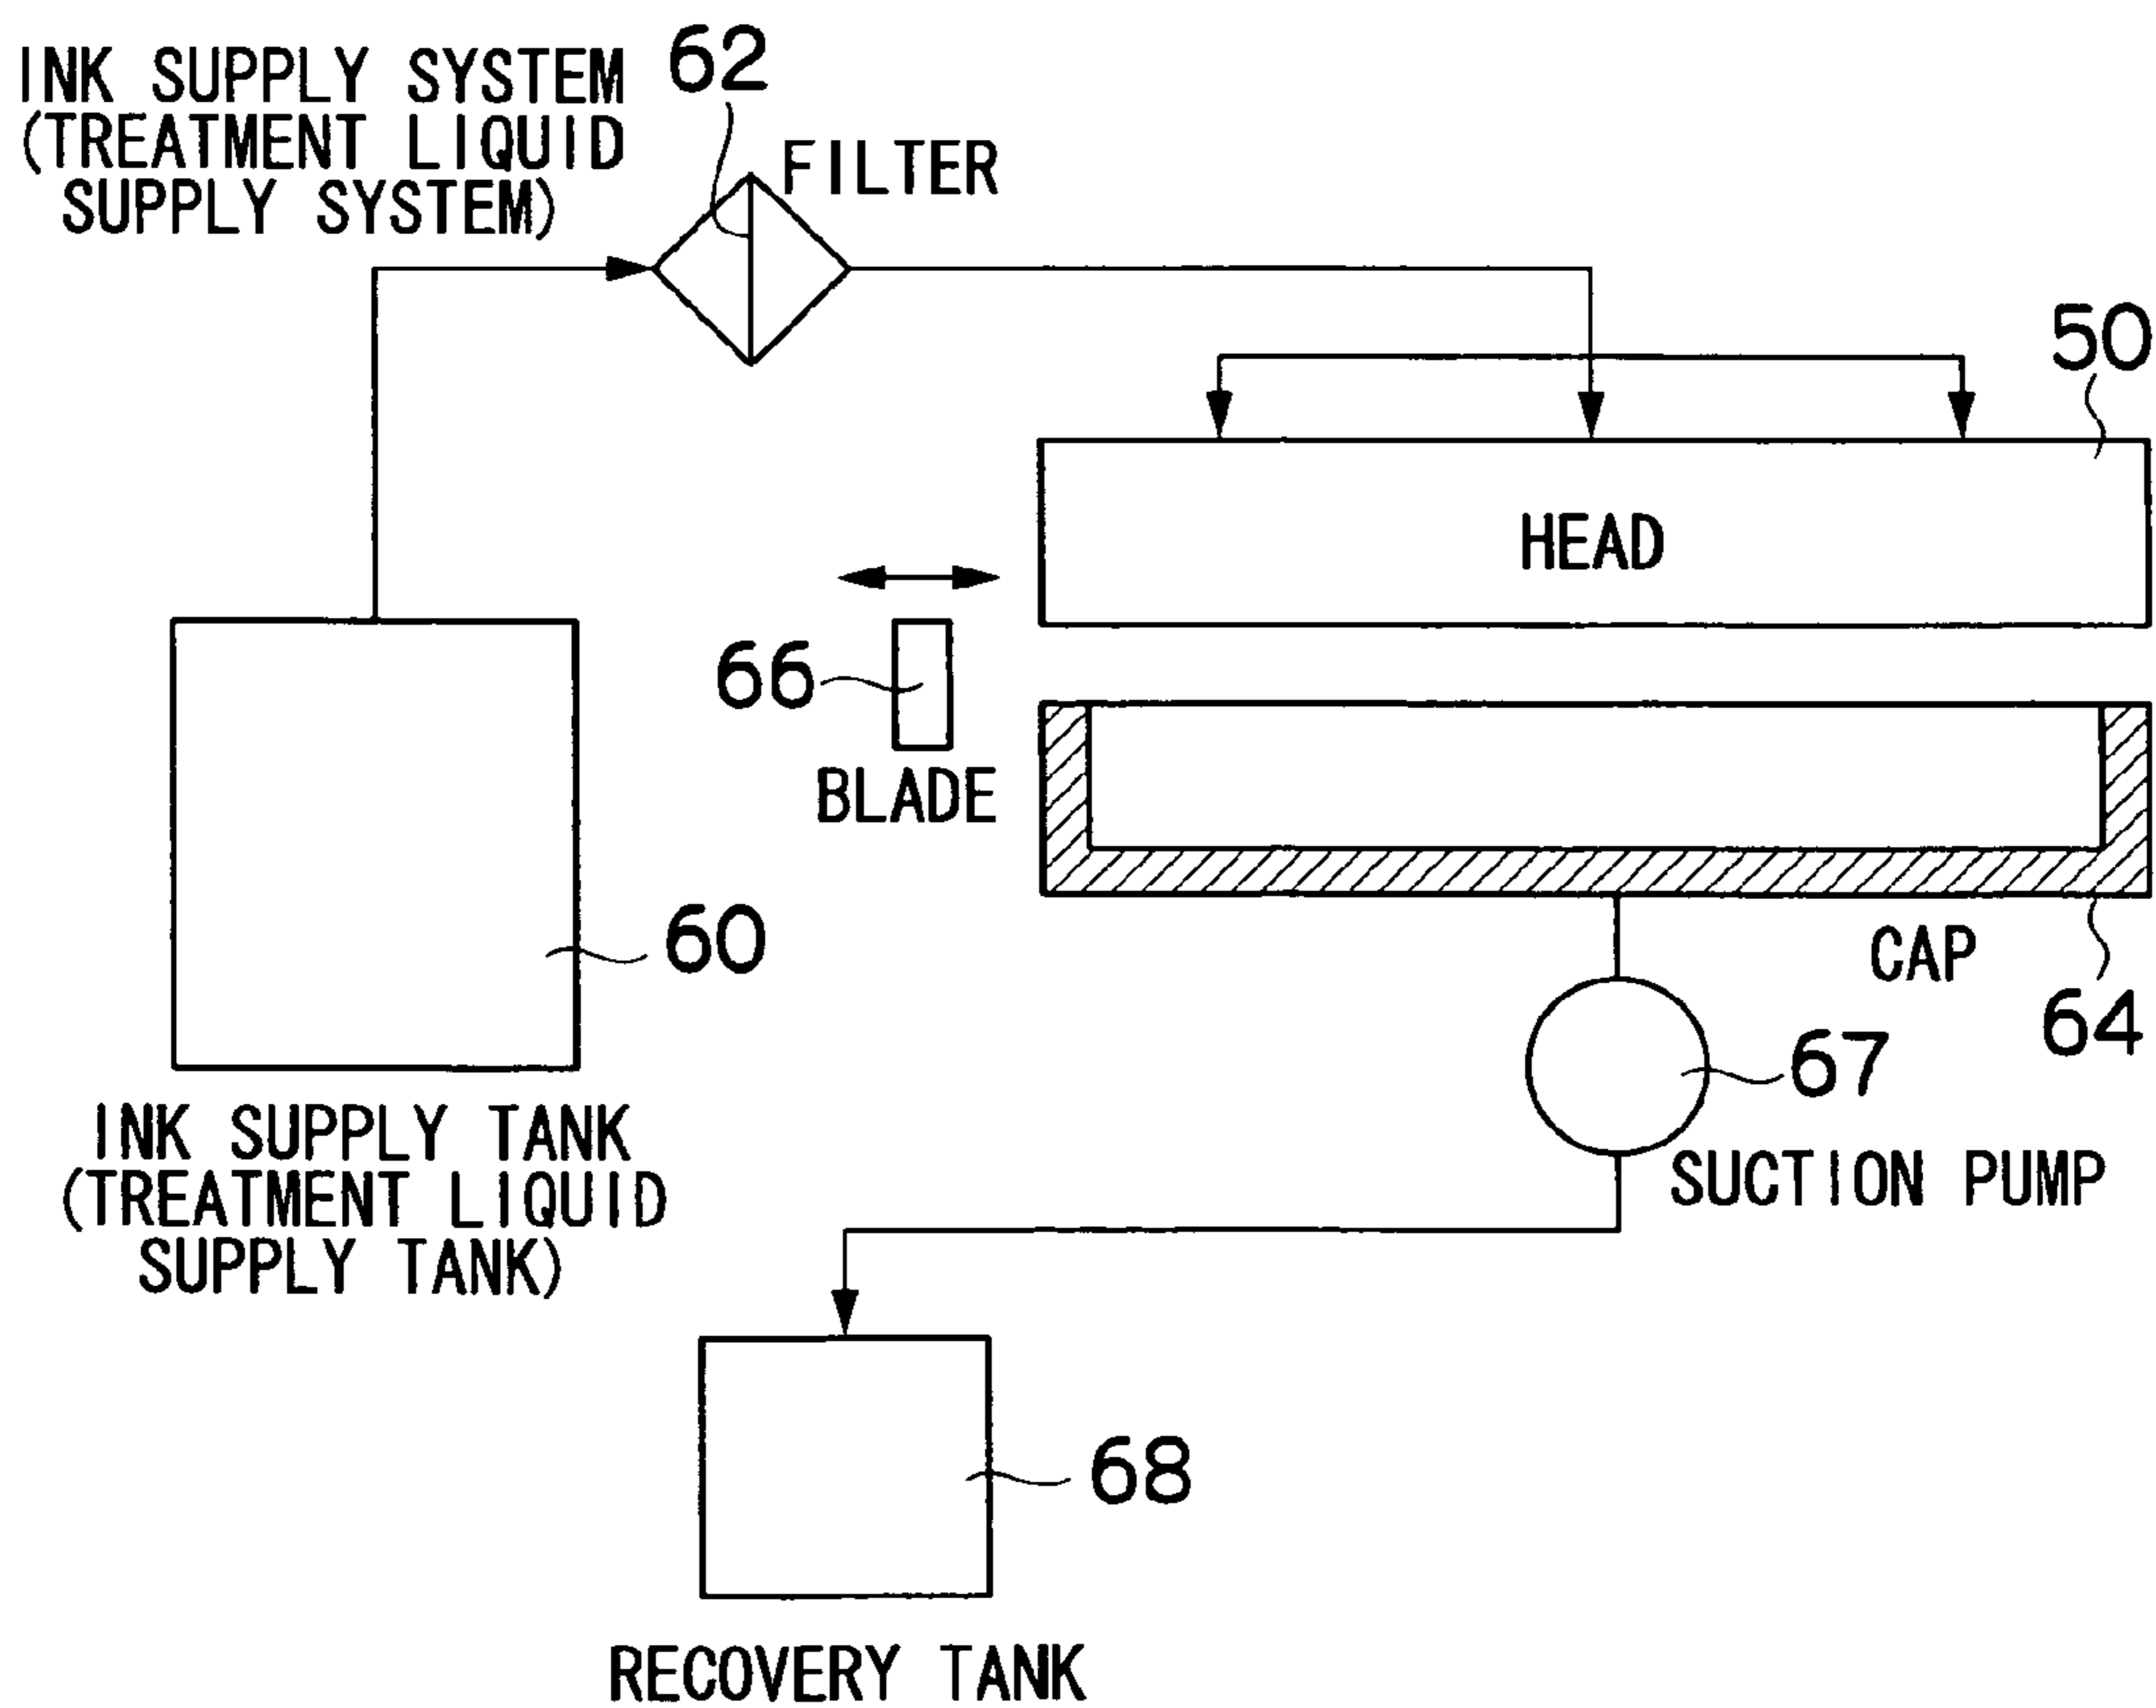 INK SUPPLY SYSTEM
(TREATMENT LIQUID
SUPPLY SYSTEM)
62
FILTER
50
HEAD
66
BLADE
60
CAP
64
67
INK SUPPLY TANK
(TREATMENT LIQUID
SUPPLY TANK)
SUCTION PUMP
68
RECOVERY TANK